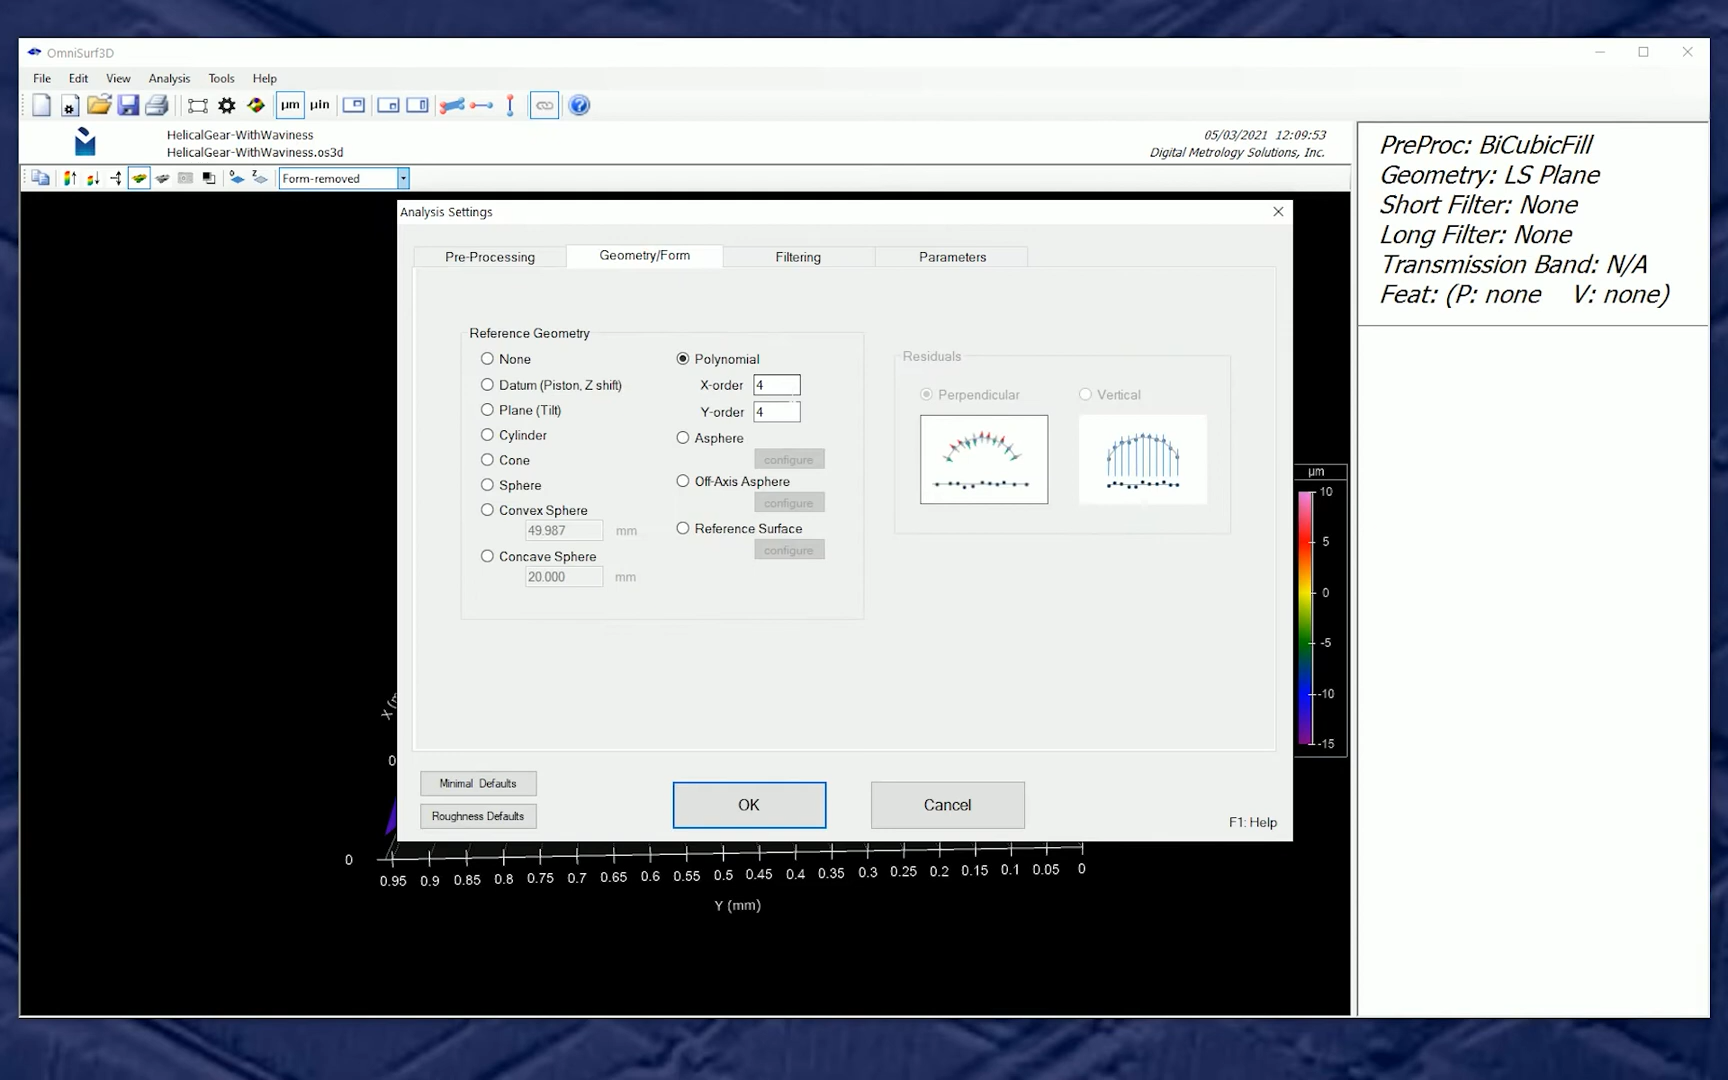 OmniSurf3D
File Edit View Analysis Tools Help
µm µin
HelicalGear-WithWaviness
HelicalGear-WithWaviness.os3d
05/03/2021 12:09:53
Digital Metrology Solutions, Inc.
PreProc: BiCubicFill
Geometry: LS Plane
Short Filter: None
Long Filter: None
Transmission Band: N/A
Feat: (P: none V: none)
Form-removed
Analysis Settings
Pre-Processing Geometry/Form Filtering Parameters
Reference Geometry
None
Datum (Piston, Z shift)
Plane (Tilt)
Cylinder
Cone
Sphere
Convex Sphere
49.987 mm
Concave Sphere
20.000 mm
Polynomial
X-order 4
Y-order 4
Asphere
configure
Off-Axis Asphere
configure
Reference Surface
configure
Residuals
Perpendicular Vertical
Minimal Defaults
Roughness Defaults
OK Cancel
F1: Help
µm
10
5
0
-5
-10
-15
X (
0
0
0.95 0.9 0.85 0.8 0.75 0.7 0.65 0.6 0.55 0.5 0.45 0.4 0.35 0.3 0.25 0.2 0.15 0.1 0.05 0
Y (mm)